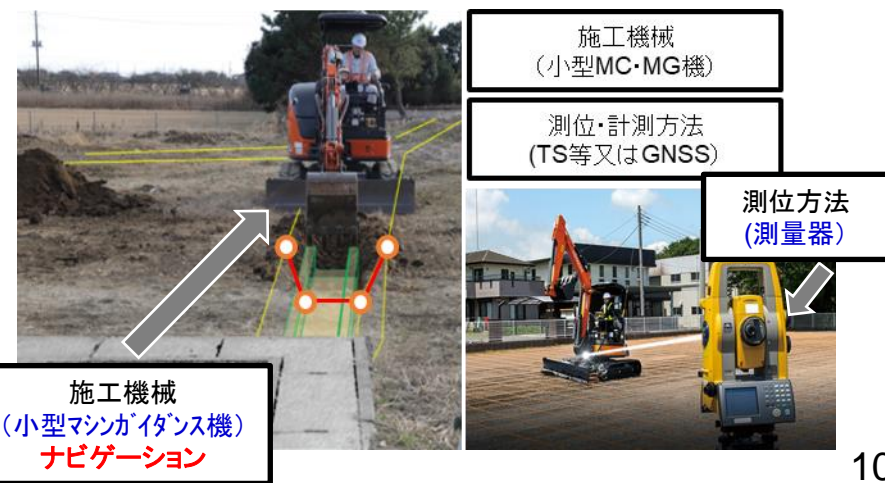 施工機械
（小型MC・MG機）
測位・計測方法
(TS等又はGNSS)
測位方法
(測量器）
施工機械
（小型ﾏｼﾝｶﾞｲﾀﾞﾝｽ機）
ナビゲーション
10